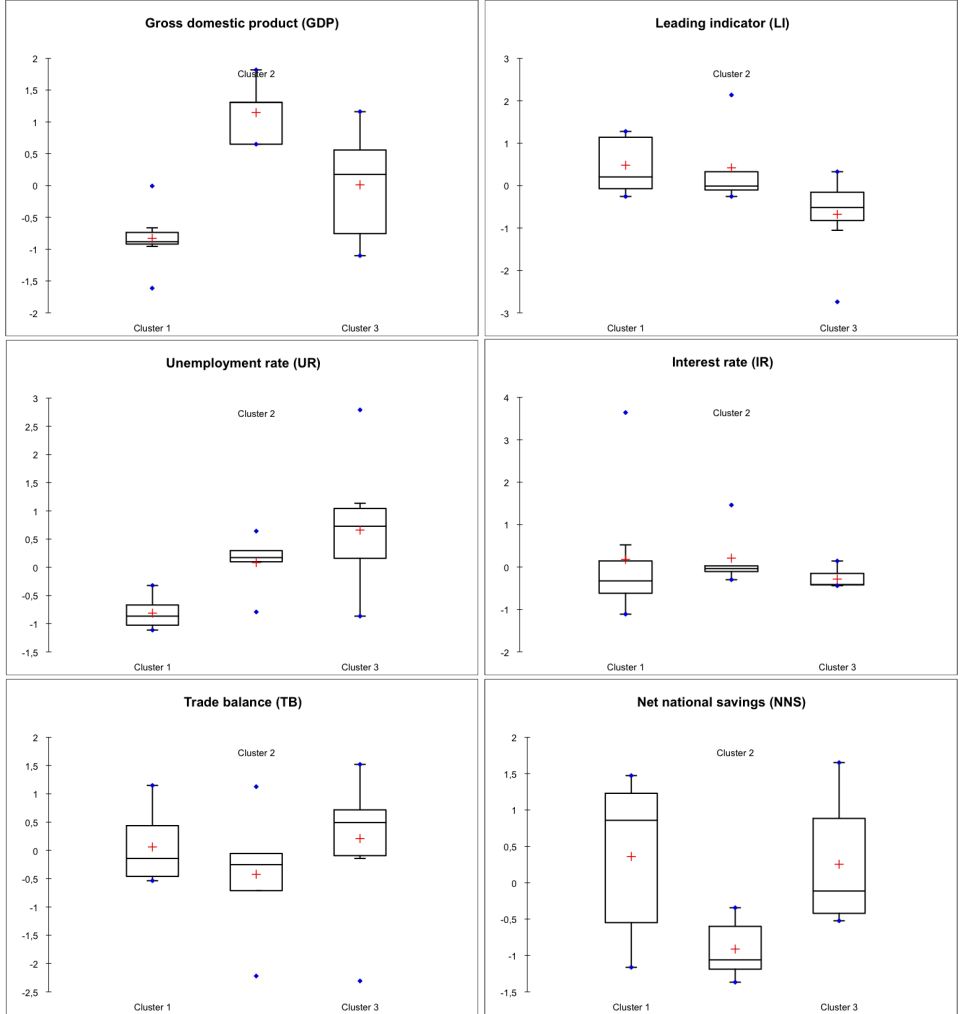 Gross domestic product (GDP)
2
1,5
1
0,5
0
-0,5
-1
-1,5
-2
Cluster 2
Cluster 1
Cluster 3
Leading indicator (LI)
3
2
1
0
-1
-2
-3
Cluster 2
Cluster 1
Cluster 3
Unemployment rate (UR)
3
2,5
2
1,5
1
0,5
0
-0,5
-1
-1,5
Cluster 2
Cluster 1
Cluster 3
Interest rate (IR)
4
3
2
1
0
-1
-2
Cluster 2
Cluster 1
Cluster 3
Trade balance (TB)
2
1,5
1
0,5
0
-0,5
-1
-1,5
-2
-2,5
Cluster 2
Cluster 1
Cluster 3
Net national savings (NNS)
2
1,5
1
0,5
0
-0,5
-1
-1,5
Cluster 2
Cluster 1
Cluster 3